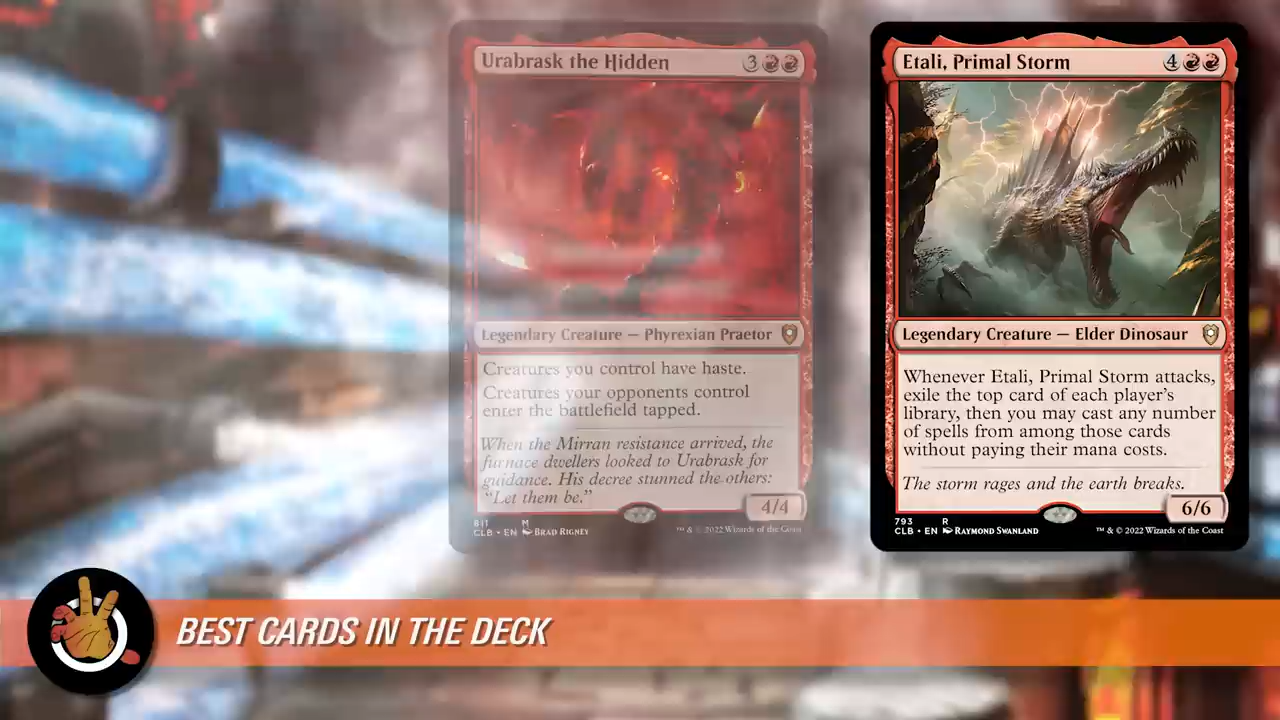 Urabrask the Hidden 3
Legendary Creature — Phyrexian Praetor
Creatures you control have haste.
Creatures your opponents control
enter the battlefield tapped.
When the Mirran resistance arrived, the
furnace dwellers looked to Urabrask for
guidance. His decree stunned the others:
“Let them be.”
4/4
811 M
CLB • EN BRAD RIGNEY ™ & © 2022 Wizards of the Coast
Etali, Primal Storm 4
Legendary Creature — Elder Dinosaur
Whenever Etali, Primal Storm attacks,
exile the top card of each player’s
library, then you may cast any number
of spells from among those cards
without paying their mana costs.
The storm rages and the earth breaks.
6/6
793 R
CLB • EN RAYMOND SWANLAND ™ & © 2022 Wizards of the Coast
BEST CARDS IN THE DECK